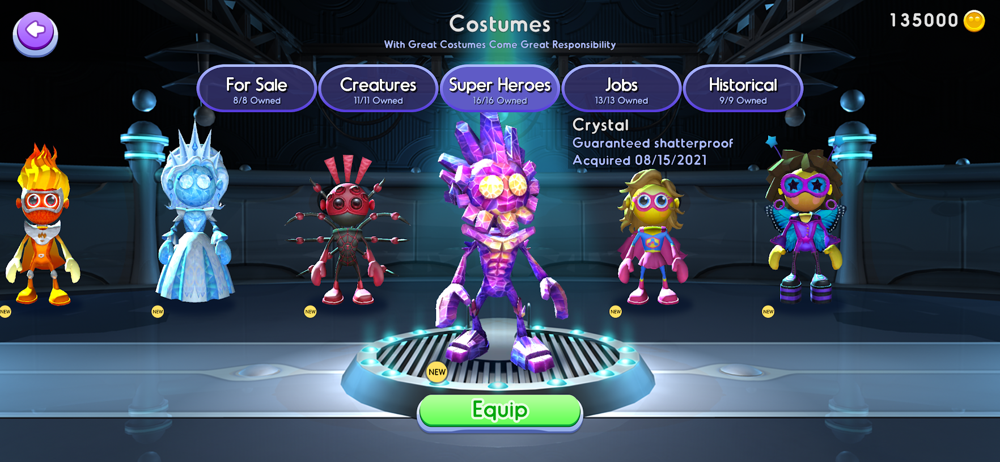 Costumes
135000
With Great Costumes Come Great Responsibility
For Sale
8/8 Owned
Creatures
11/11 Owned
Super Heroes
16/16 Owned
Jobs
13/13 Owned
Historical
9/9 Owned
Crystal
Guaranteed shatterproof
Acquired 08/15/2021
NEW
NEW
NEW
NEW
NEW
NEW
Equip